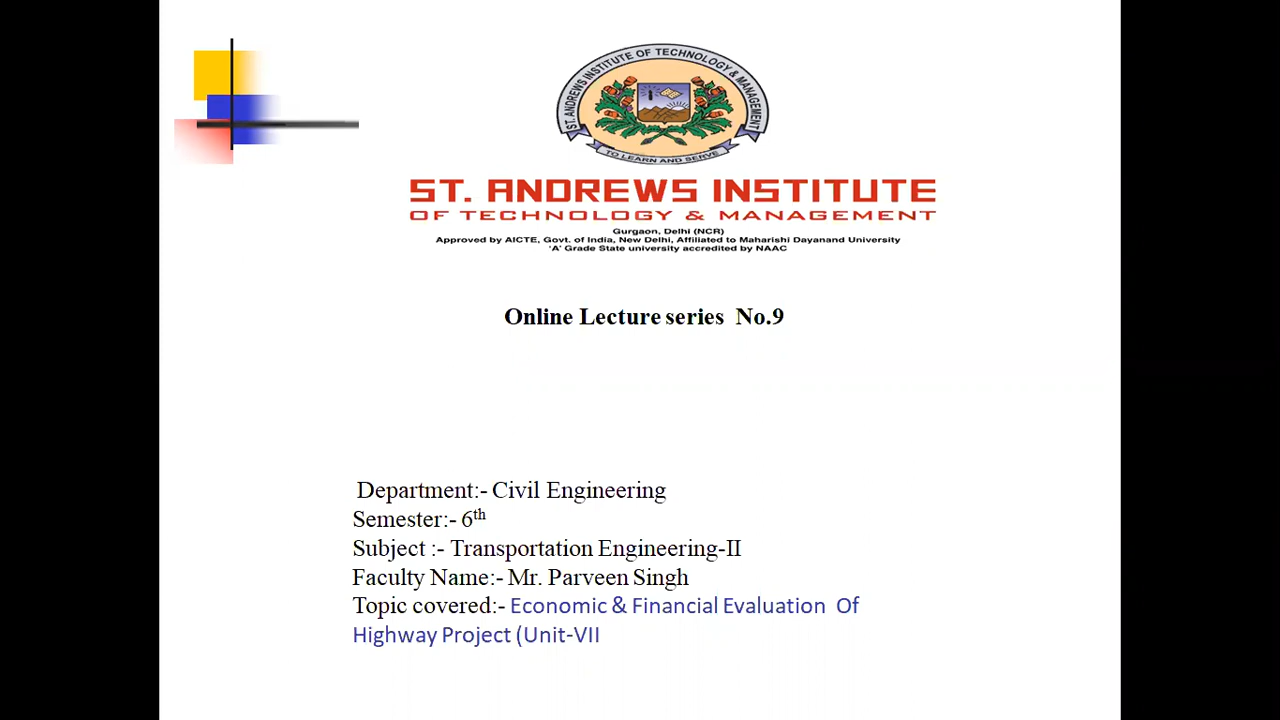 ST. ANDREWS INSTITUTE OF TECHNOLOGY & MANAGEMENT
TO LEARN AND SERVE
ST. ANDREWS INSTITUTE
OF TECHNOLOGY & MANAGEMENT
Gurgaon, Delhi (NCR)
Approved by AICTE, Govt. of India, New Delhi, Affiliated to Maharishi Dayanand University
'A' Grade State university accredited by NAAC
Online Lecture series No.9
Department:- Civil Engineering
Semester:- 6th
Subject :- Transportation Engineering-II
Faculty Name:- Mr. Parveen Singh
Topic covered:- Economic & Financial Evaluation Of
Highway Project (Unit-VII